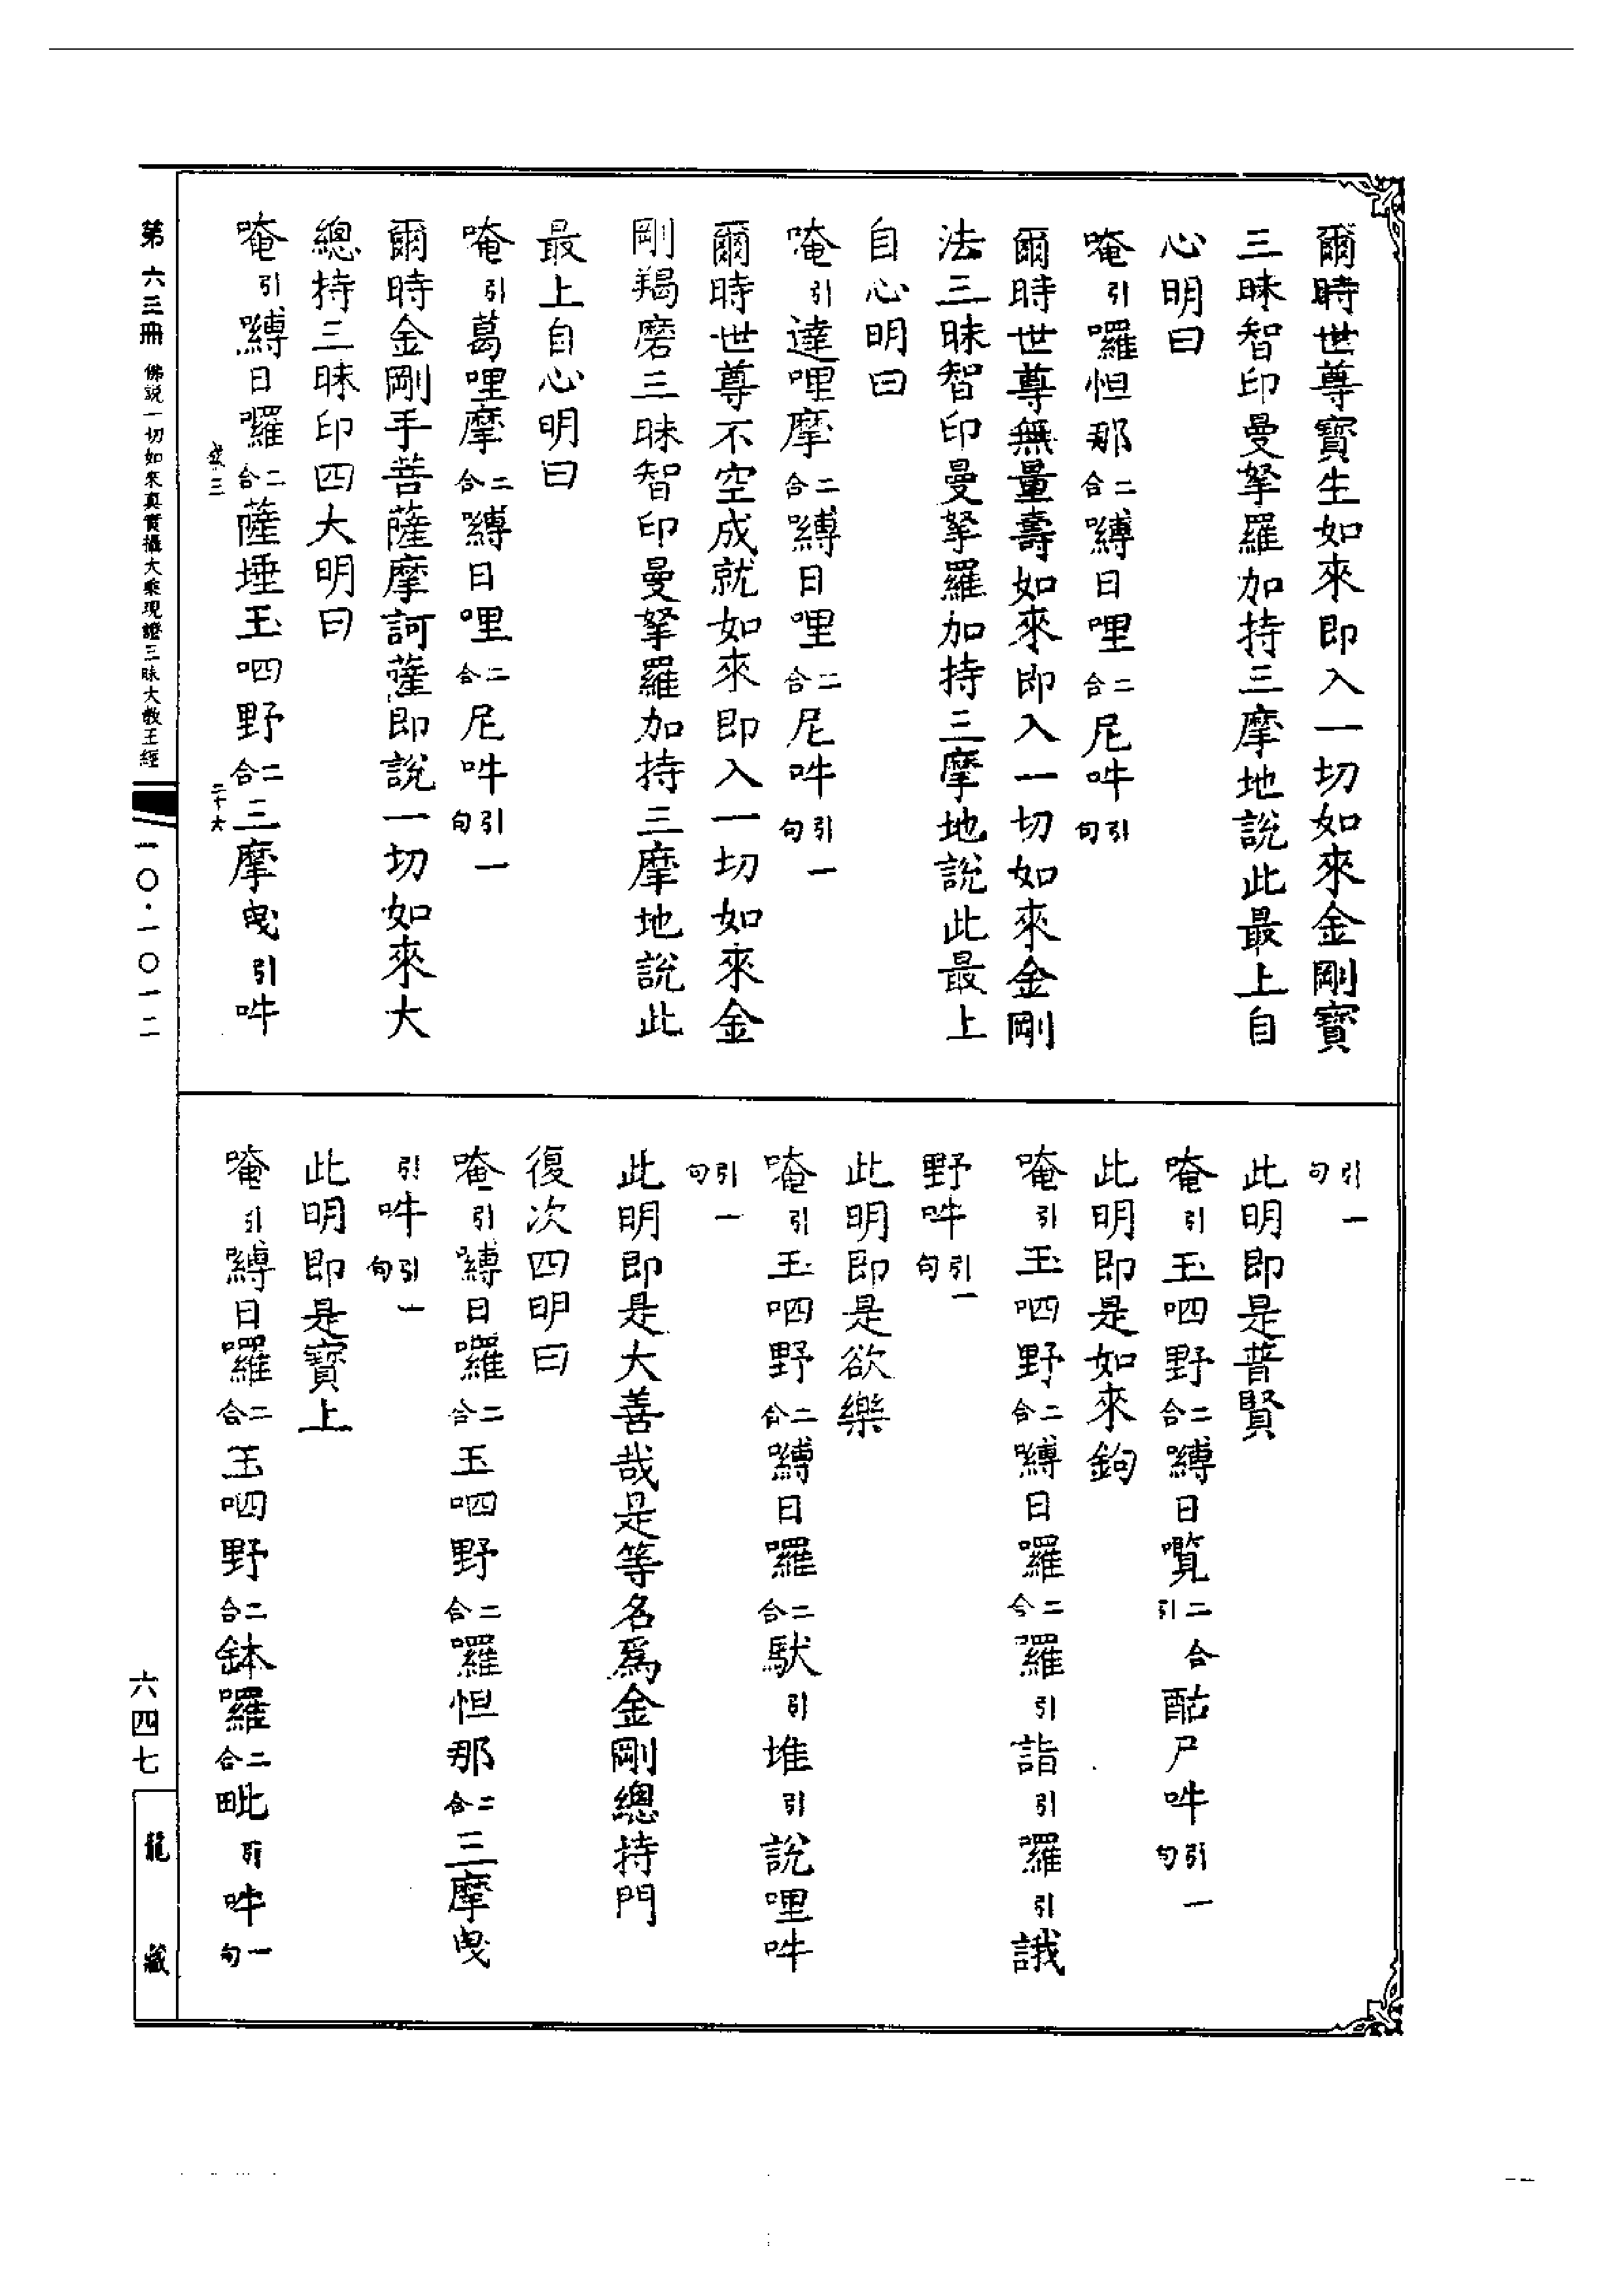 爾時世尊寶生如來即入一切如來金剛寶
三昧智印曼拏羅加持三摩地說此最上自
心明曰
唵引囉怛那二合嚩日哩二合尼吽引句
爾時世尊無量壽如來即入一切如來金剛
法三昧智印曼拏羅加持三摩地說此最上
自心明曰
唵引達哩摩二合嚩日哩二合尼吽引句一
爾時世尊不空成就如來即入一切如來金
剛羯磨三昧智印曼拏羅加持三摩地說此
最上自心明曰
唵引葛哩摩二合嚩日哩二合尼吽引句一
爾時金剛手菩薩摩訶薩即說一切如來大
總持三昧印四大明曰
唵引嚩日囉二合薩埵玉呬野二合三摩曳引吽
引句一
此明即是普賢
唵引玉呬野二合嚩日囕二合引酤尸吽引句一
此明即是如來鉤
唵引玉呬野二合嚩日囉二合囉引詣引囉引誐
野吽引句一
此明即是欲樂
唵引玉呬野二合嚩日囉二合馱引堆引說哩吽
引句一
此明即是大善哉是等名爲金剛總持門
復次四明曰
唵引嚩日囉二合玉呬野二合囉怛那二合三摩曳
引吽引句一
此明即是寶上
唵引嚩日囉二合玉呬野二合鉢囉二合毗引吽一句
第六三冊 佛説一切如來真實攝大乘現證三昧大教王經 一〇·一〇一二
三
二十六
六四七
龍藏